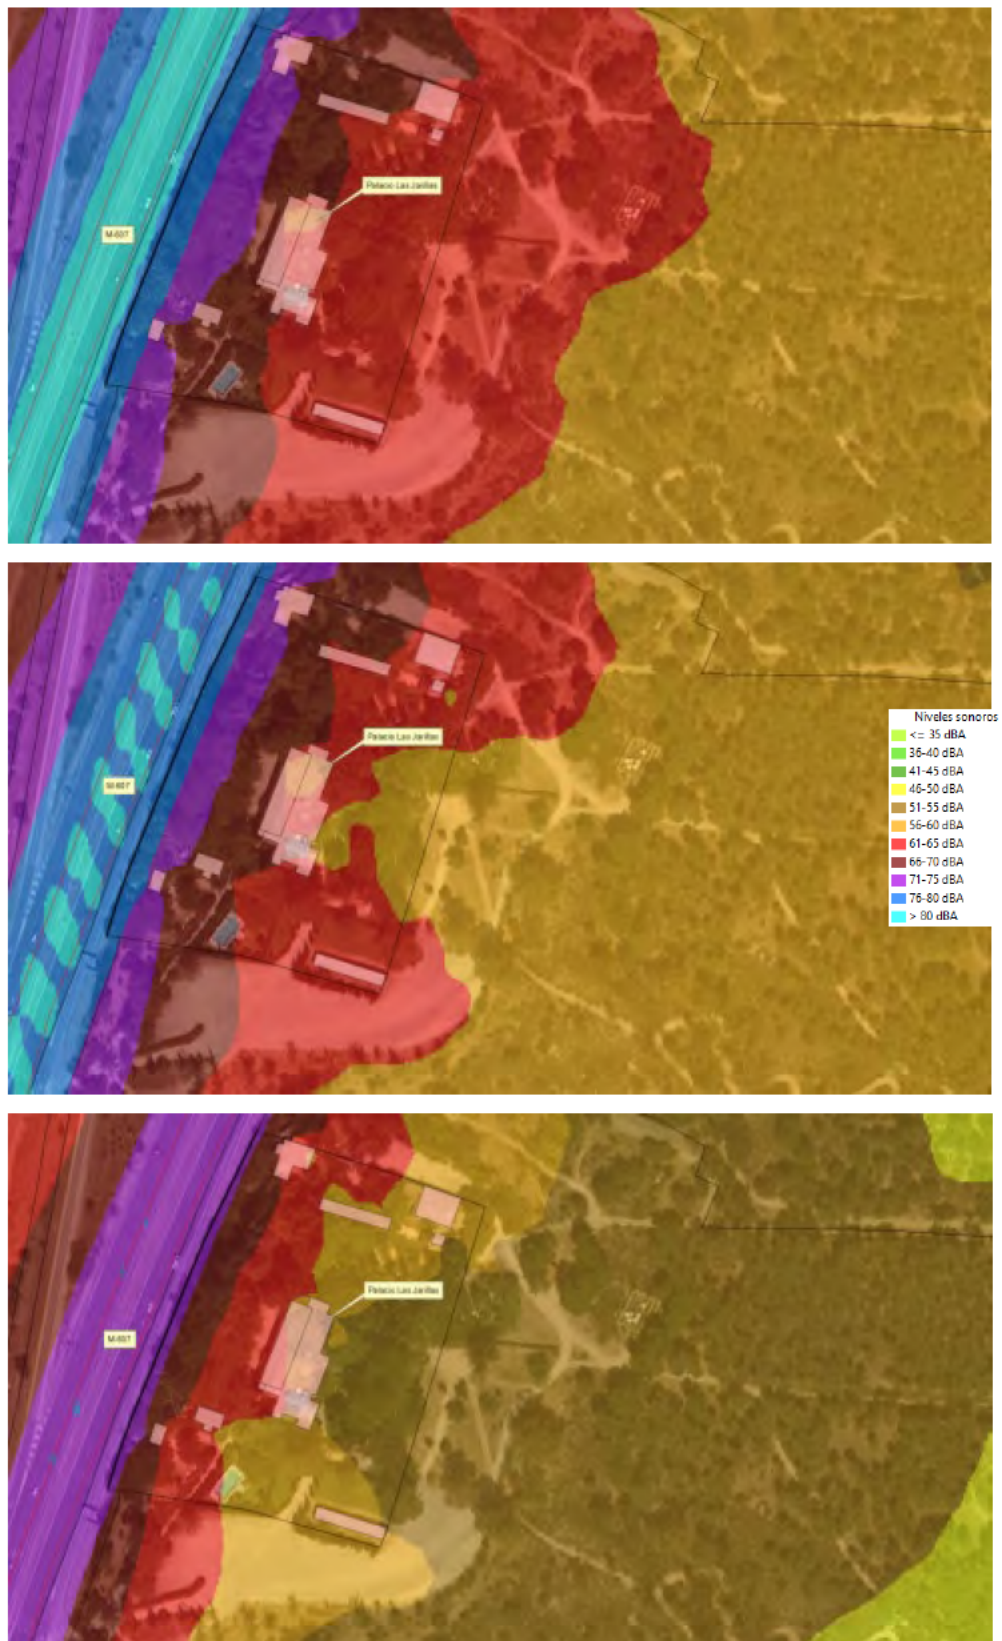 Palacio Las Jarillas
M-607
Palacio Las Jarillas
M-607
Niveles sonoros
<= 35 dBA
36-40 dBA
41-45 dBA
46-50 dBA
51-55 dBA
56-60 dBA
61-65 dBA
66-70 dBA
71-75 dBA
76-80 dBA
> 80 dBA
Palacio Las Jarillas
M-607